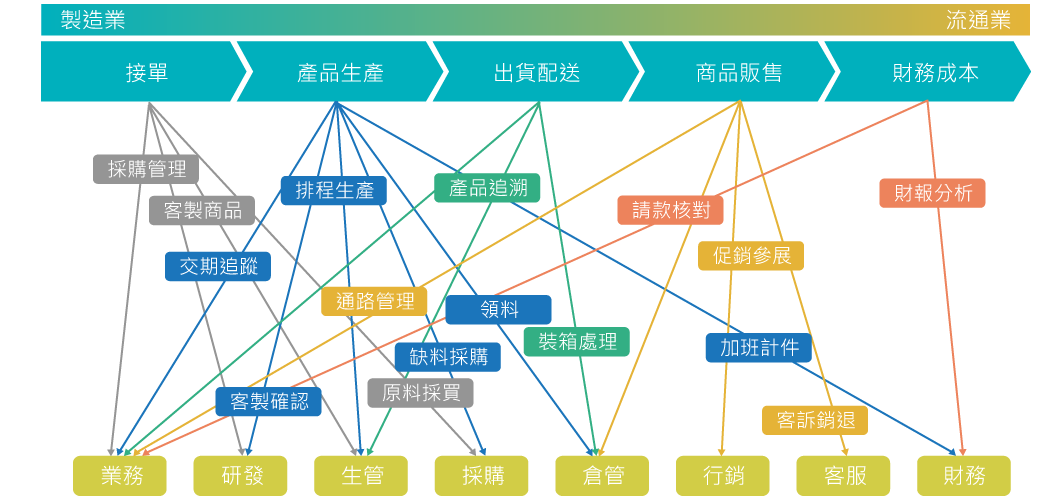 製造業
流通業
接單
產品生產
出貨配送
商品販售
財務成本
採購管理
排程生產
產品追溯
財報分析
客製商品
請款核對
交期追蹤
促銷參展
通路管理
領料
裝箱處理
加班計件
缺料採購
原料採買
客製確認
客訴銷退
業務
研發
生管
採購
倉管
行銷
客服
財務